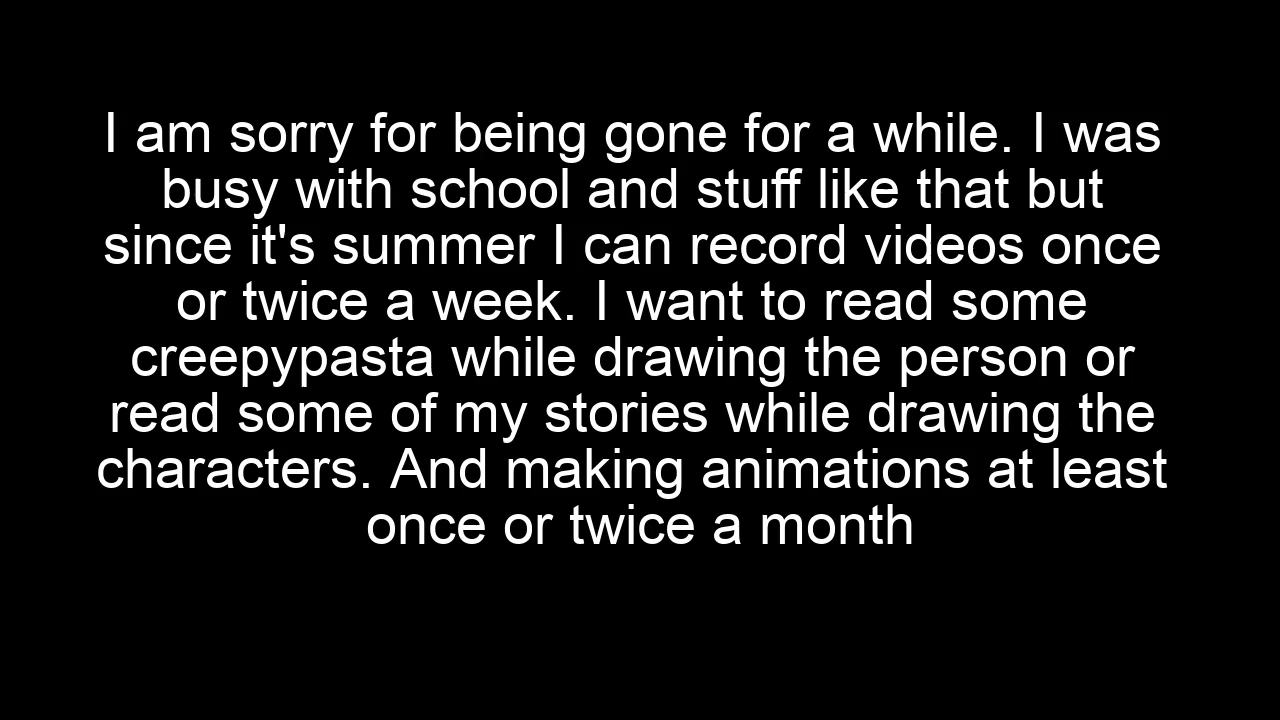 I am sorry for being gone for a while. I was
busy with school and stuff like that but
since it's summer I can record videos once
or twice a week. I want to read some
creepypasta while drawing the person or
read some of my stories while drawing the
characters. And making animations at least
once or twice a month